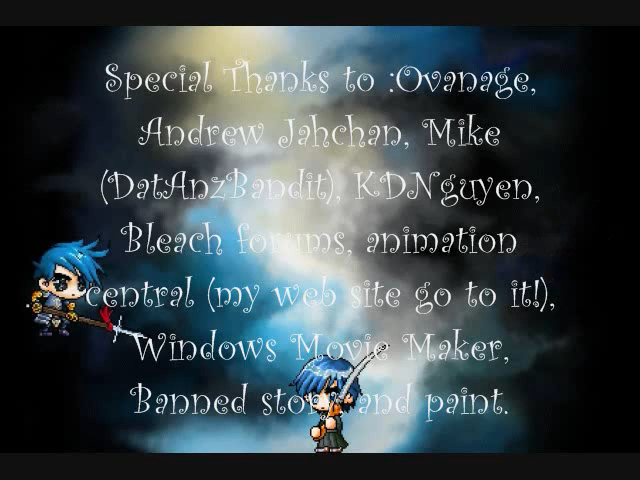 Special Thanks to :Ovanage,
Andrew Jahchan, Mike
(DatAnzBandit), KDNguyen,
Bleach forums, animation
central (my web site go to it!),
Windows Movie Maker,
Banned story and paint.